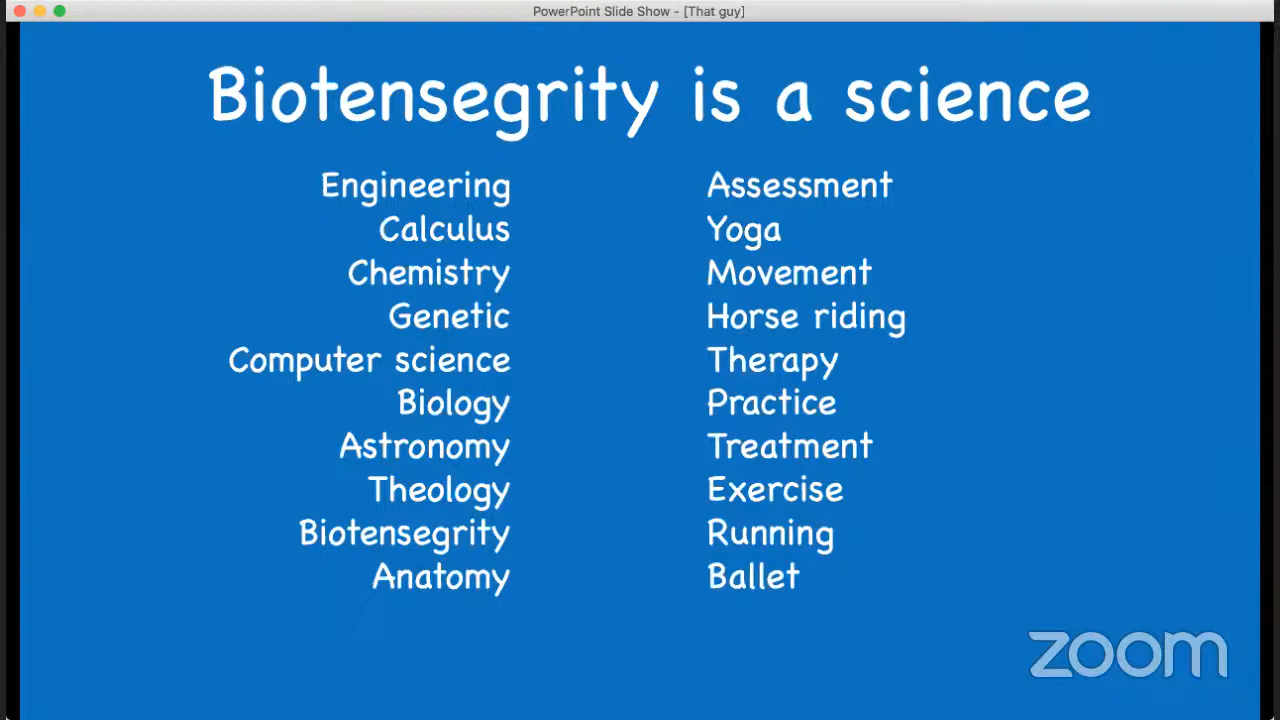 PowerPoint Slide Show - [That guy]
Biotensegrity is a science
Engineering
Calculus
Chemistry
Genetic
Computer science
Biology
Astronomy
Theology
Biotensegrity
Anatomy
Assessment
Yoga
Movement
Horse riding
Therapy
Practice
Treatment
Exercise
Running
Ballet
zoom